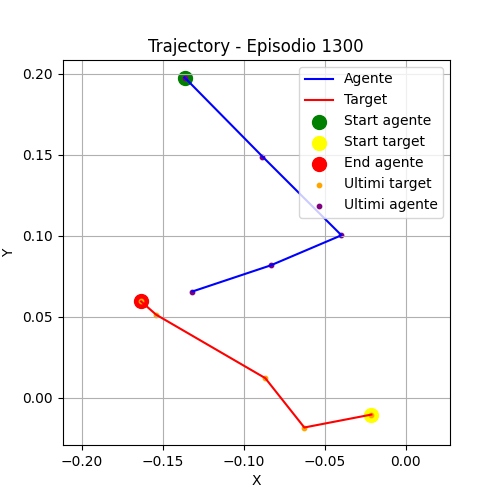 Trajectory - Episodio 1300
Agente
Target
Start agente
Start target
End agente
Ultimi target
Ultimi agente
0.20
0.15
0.10
0.05
0.00
Y
−0.20
−0.15
−0.10
−0.05
0.00
X